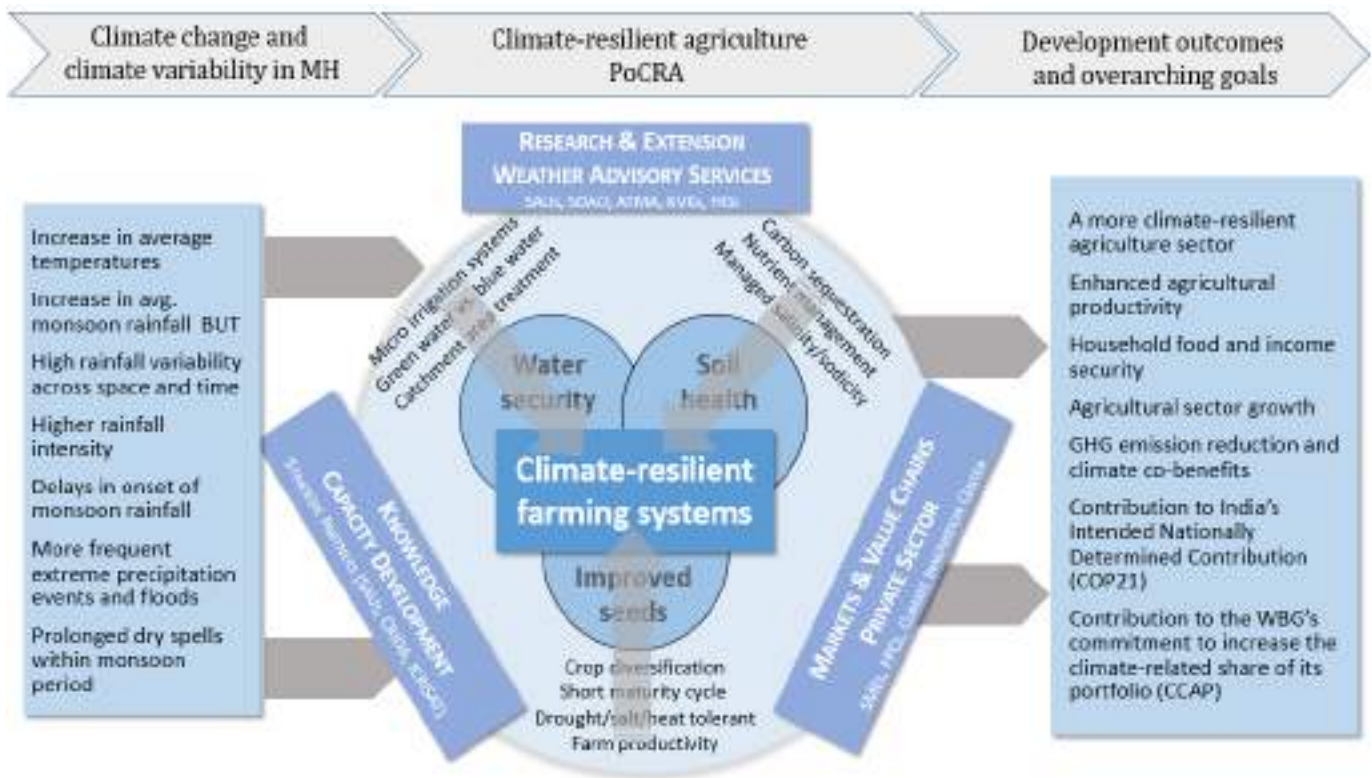 Climate change and
climate variability in MH
Climate-resilient agriculture
PoCRA
Development outcomes
and overarching goals
RESEARCH & EXTENSION
WEATHER ADVISORY SERVICES
SAUs, SDAO, ATMA, KVKs,
Increase in average
temperatures
Increase in avg.
monsoon rainfall BUT
High rainfall variability
across space and time
Higher rainfall
intensity
Delays in onset of
monsoon rainfall
More frequent
extreme precipitation
events and floods
Prolonged dry spells
within monsoon
period
Micro irrigation systems
Green water blue water
Catchment area treatment
Carbon sequestration
Nutrient management
Managed salinity/sodicity
Water
security
Soil
health
Climate-resilient
farming systems
Improved
seeds
Crop diversification
Short maturity cycle
Drought/salt/heat tolerant
Farm productivity
KNOWLEDGE
CAPACITY DEVELOPMENT
MARKETS & VALUE CHAINS
PRIVATE SECTOR
A more climate-resilient
agriculture sector
Enhanced agricultural
productivity
Household food and income
security
Agricultural sector growth
GHG emission reduction and
climate co-benefits
Contribution to India's
Intended Nationally
Determined Contribution
(COP21)
Contribution to the WBG's
commitment to increase the
climate-related share of its
portfolio (CCAP)